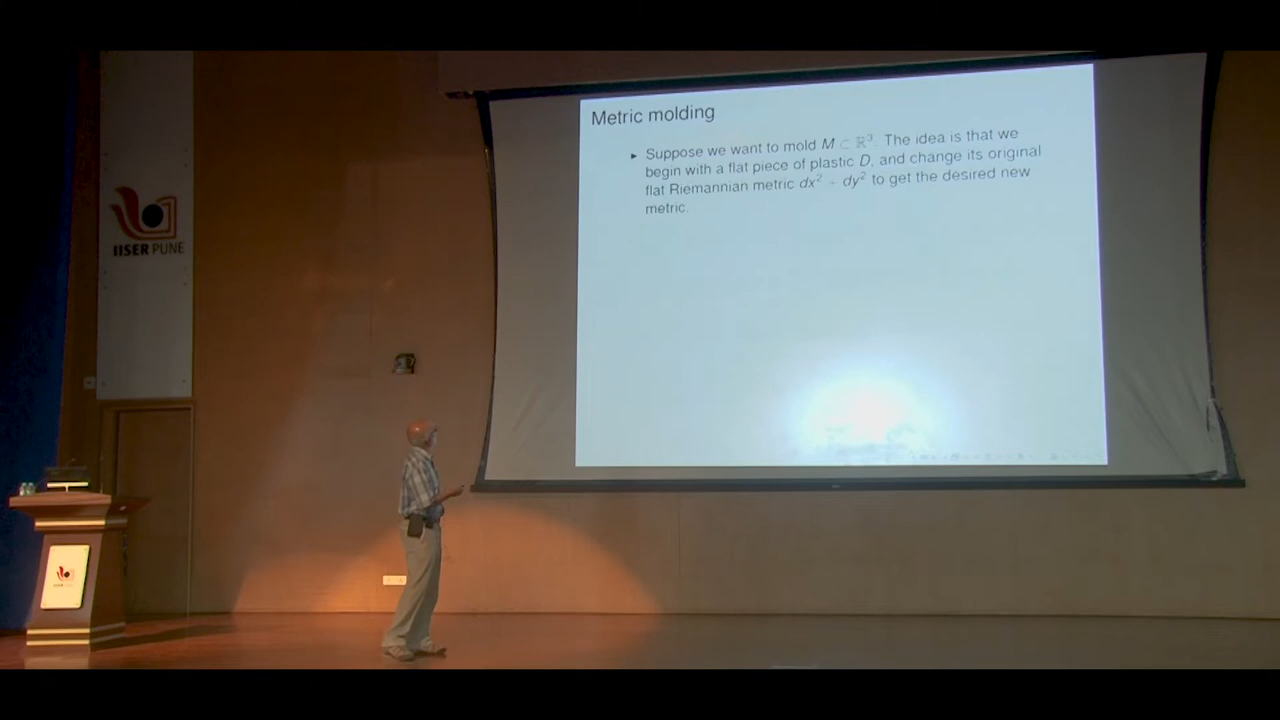 IISER PUNE
Metric molding
Suppose we want to mold M ⊂ ℝ³. The idea is that we
begin with a flat piece of plastic D, and change its original
flat Riemannian metric dx² + dy² to get the desired new
metric.